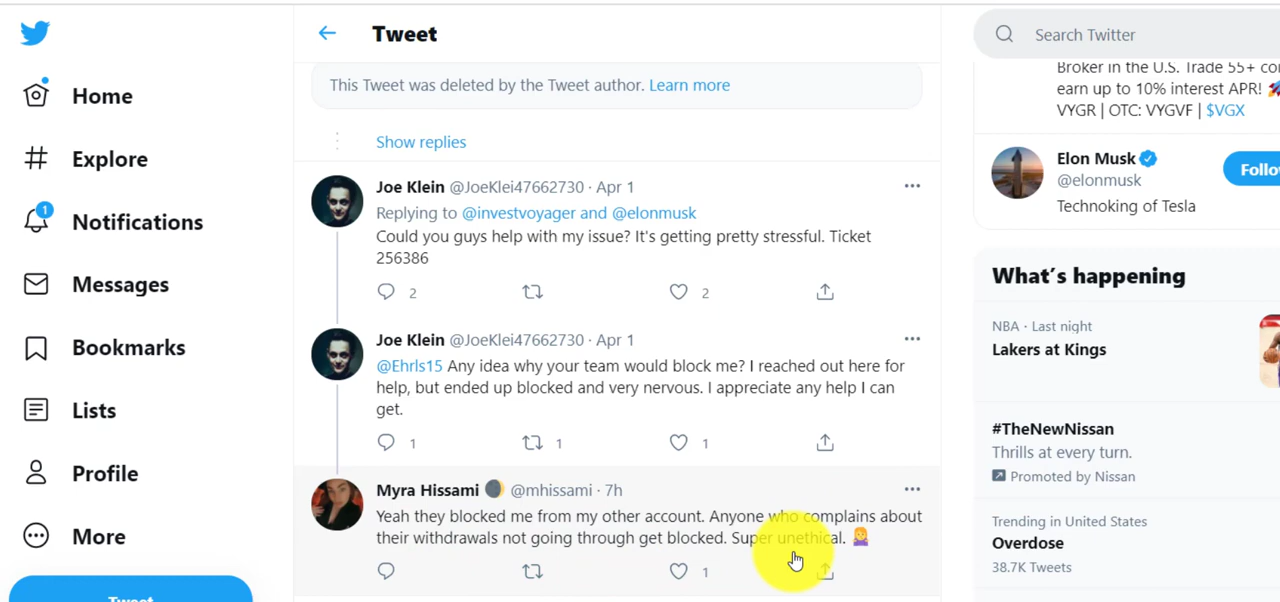 Tweet
Search Twitter
Home
Explore
1
Notifications
Messages
Bookmarks
Lists
Profile
More
Tweet
This Tweet was deleted by the Tweet author. Learn more
Show replies
Joe Klein @JoeKlei47662730 · Apr 1
Replying to @investvoyager and @elonmusk
Could you guys help with my issue? It's getting pretty stressful. Ticket
256386
2
2
Joe Klein @JoeKlei47662730 · Apr 1
@Ehrls15 Any idea why your team would block me? I reached out here for
help, but ended up blocked and very nervous. I appreciate any help I can
get.
1
1
1
Myra Hissami @mhissami · 7h
Yeah they blocked me from my other account. Anyone who complains about
their withdrawals not going through get blocked. Super unethical. 🤷‍♀️
1
Broker in the U.S. Trade 55+
earn up to 10% interest APR! 🚀
VYGR | OTC: VYGVF | $VGX
Elon Musk
@elonmusk
Technoking of Tesla
Follo
What's happening
NBA · Last night
Lakers at Kings
#TheNewNissan
Thrills at every turn.
Promoted by Nissan
Trending in United States
Overdose
38.7K Tweets